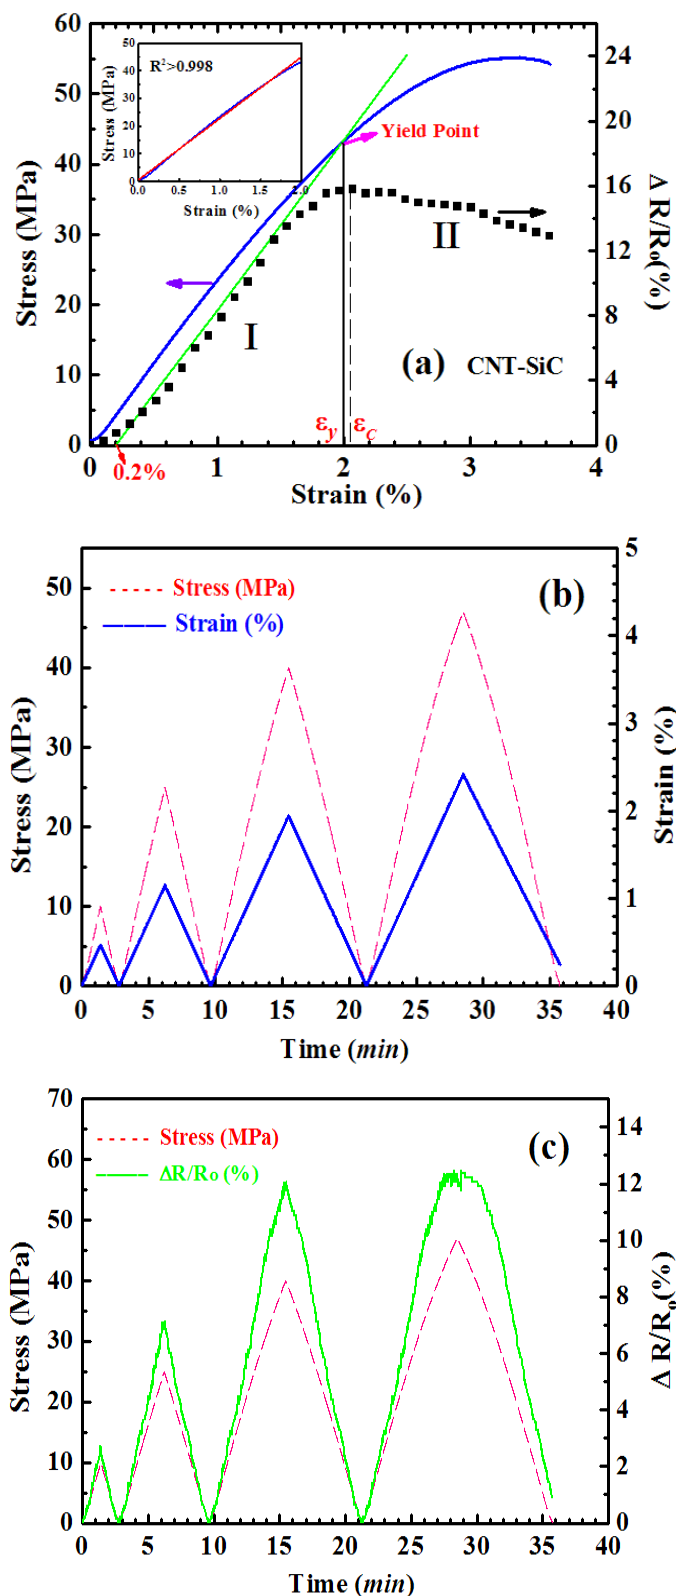 60
50
40
30
20
10
0
Stress (MPa)
24
20
16
12
8
4
0
Δ R/R₀(%)
50
40
30
20
10
0
Stress (MPa)
R²>0.998
0.0 0.5 1.0 1.5 2.0
Strain (%)
Yield Point
I
II
(a) CNT-SiC
εy εc
0 1 2 3 4
0.2%
Strain (%)
50
40
30
20
10
0
Stress (MPa)
5
4
3
2
1
0
Strain (%)
Stress (MPa)
Strain (%)
(b)
0 5 10 15 20 25 30 35 40
Time (min)
70
60
50
40
30
20
10
0
Stress (MPa)
14
12
10
8
6
4
2
0
Δ R/R₀(%)
Stress (MPa)
ΔR/Ro (%)
(c)
0 5 10 15 20 25 30 35 40
Time (min)